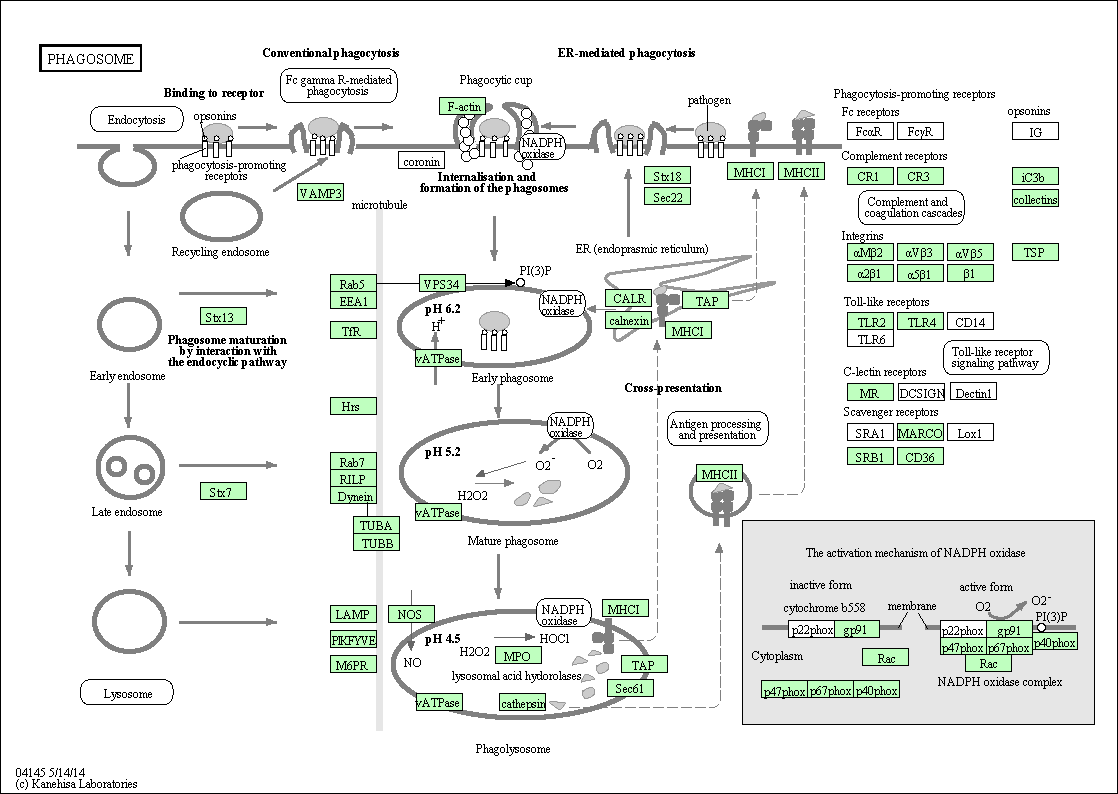 PHAGOSOME
Conventional phagocytosis
ER-mediated phagocytosis
Binding to receptor
Fc gamma R-mediated
phagocytosis
Phagocytic cup
Endocytosis
opsonins
F-actin
NADPH
oxidase
coronin
pathogen
phagocytosis-promoting
receptors
VAMP3
microtubule
Internalisation and
formation of the phagosomes
Stx18
Sec22
MHCI
MHCII
Recycling endosome
ER (endoprasmic reticulum)
Rab5
EEA1
TfR
VPS34
PI(3)P
NADPH
oxidase
pH 6.2
H+
vATPase
CALR
calnexin
TAP
MHCI
Stx13
Phagosome maturation
by interaction with
the endocyclic pathway
Early endosome
Early phagosome
Cross-presentation
Hrs
NADPH
oxidase
Antigen processing
and presentation
pH 5.2
O2-
O2
H2O2
vATPase
Rab7
RILP
Dynein
TUBA
TUBB
Stx7
MHCII
Late endosome
Mature phagosome
LAMP
PIKFYVE
M6PR
NOS
NO
pH 4.5
NADPH
oxidase
MHCI
H2O2
HOCl
MPO
lysosomal acid hydorolases
TAP
Sec61
vATPase
cathepsin
Lysosome
Phagolysosome
Phagocytosis-promoting receptors
Fc receptors
opsonins
FcαR
FcγR
IG
Complement receptors
CR1
CR3
iC3b
Complement and
coagulation cascades
collectins
Integrins
αMβ2
αVβ3
αVβ5
TSP
α2β1
α5β1
β1
Toll-like receptors
TLR2
TLR4
CD14
TLR6
Toll-like receptor
signaling pathway
C-lectin receptors
MR
DCSIGN
Dectin1
Scavenger receptors
SRA1
MARCO
Lox1
SRB1
CD36
The activation mechanism of NADPH oxidase
inactive form
active form
cytochrome b558
membrane
O2
O2-
PI(3)P
p22phox
gp91
p22phox
gp91
p47phox
p67phox
p40phox
Cytoplasm
Rac
Rac
p47phox
p67phox
p40phox
NADPH oxidase complex
04145 5/14/14
(c) Kanehisa Laboratories